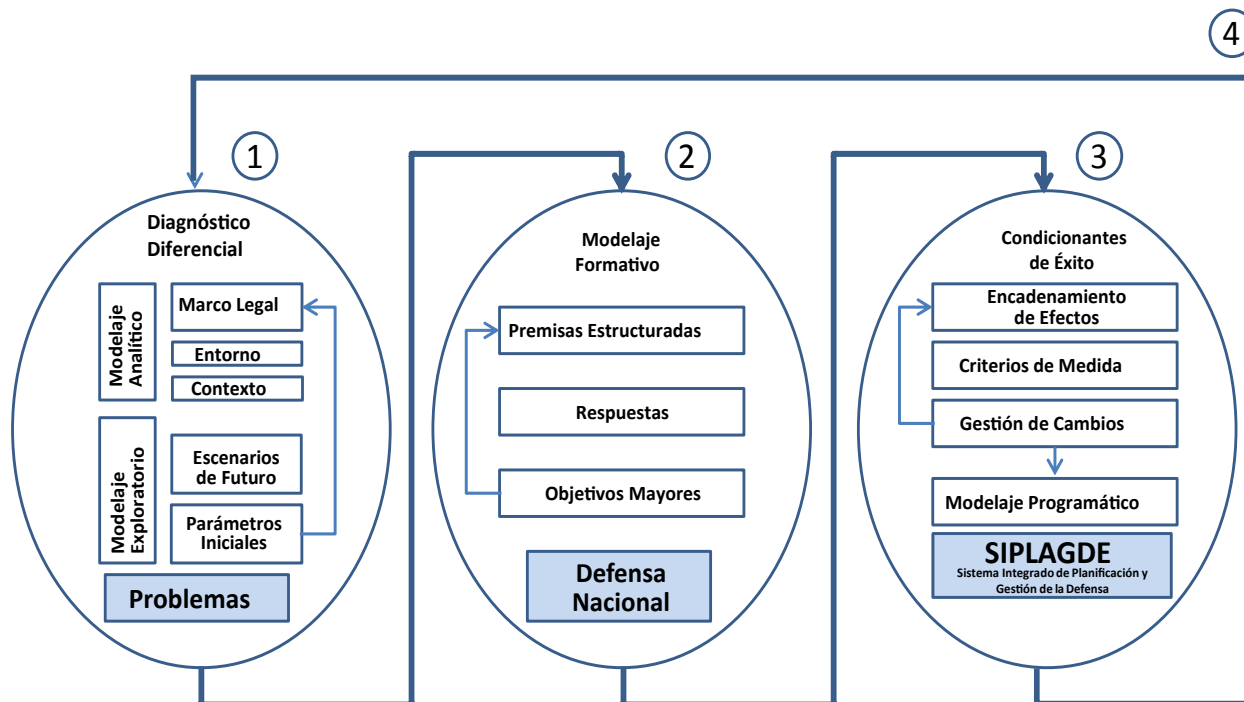 4
1
Diagnóstico
Diferencial
Modelaje
Analítico
Marco Legal
Entorno
Contexto
Modelaje
Exploratorio
Escenarios
de Futuro
Parámetros
Iniciales
Problemas
2
Modelaje
Formativo
Premisas Estructuradas
Respuestas
Objetivos Mayores
Defensa
Nacional
3
Condicionantes
de Éxito
Encadenamiento
de Efectos
Criterios de Medida
Gestión de Cambios
Modelaje Programático
SIPLAGDE
Sistema Integrado de Planificación y
Gestión de la Defensa